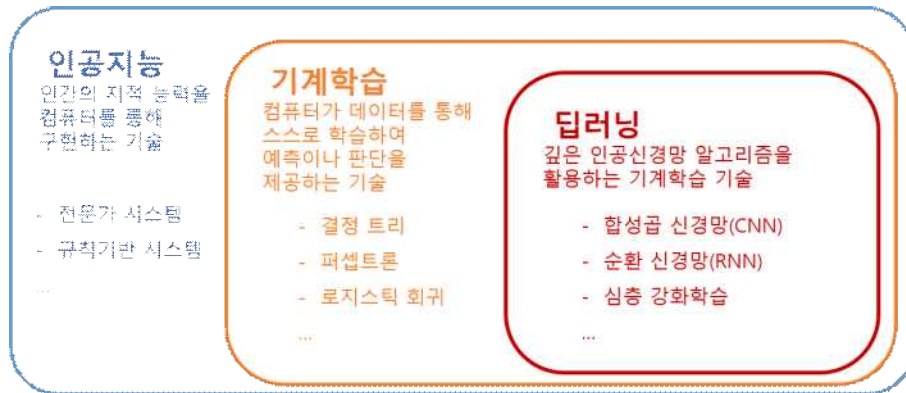 인공지능
인간의 지적 능력을
컴퓨터를 통해
구현하는 기술
- 전문가 시스템
- 규칙기반 시스템
...
기계학습
컴퓨터가 데이터를 통해
스스로 학습하여
예측이나 판단을
제공하는 기술
- 결정 트리
- 퍼셉트론
- 로지스틱 회귀
...
딥러닝
깊은 인공신경망 알고리즘을
활용하는 기계학습 기술
- 합성곱 신경망(CNN)
- 순환 신경망(RNN)
- 심층 강화학습
...